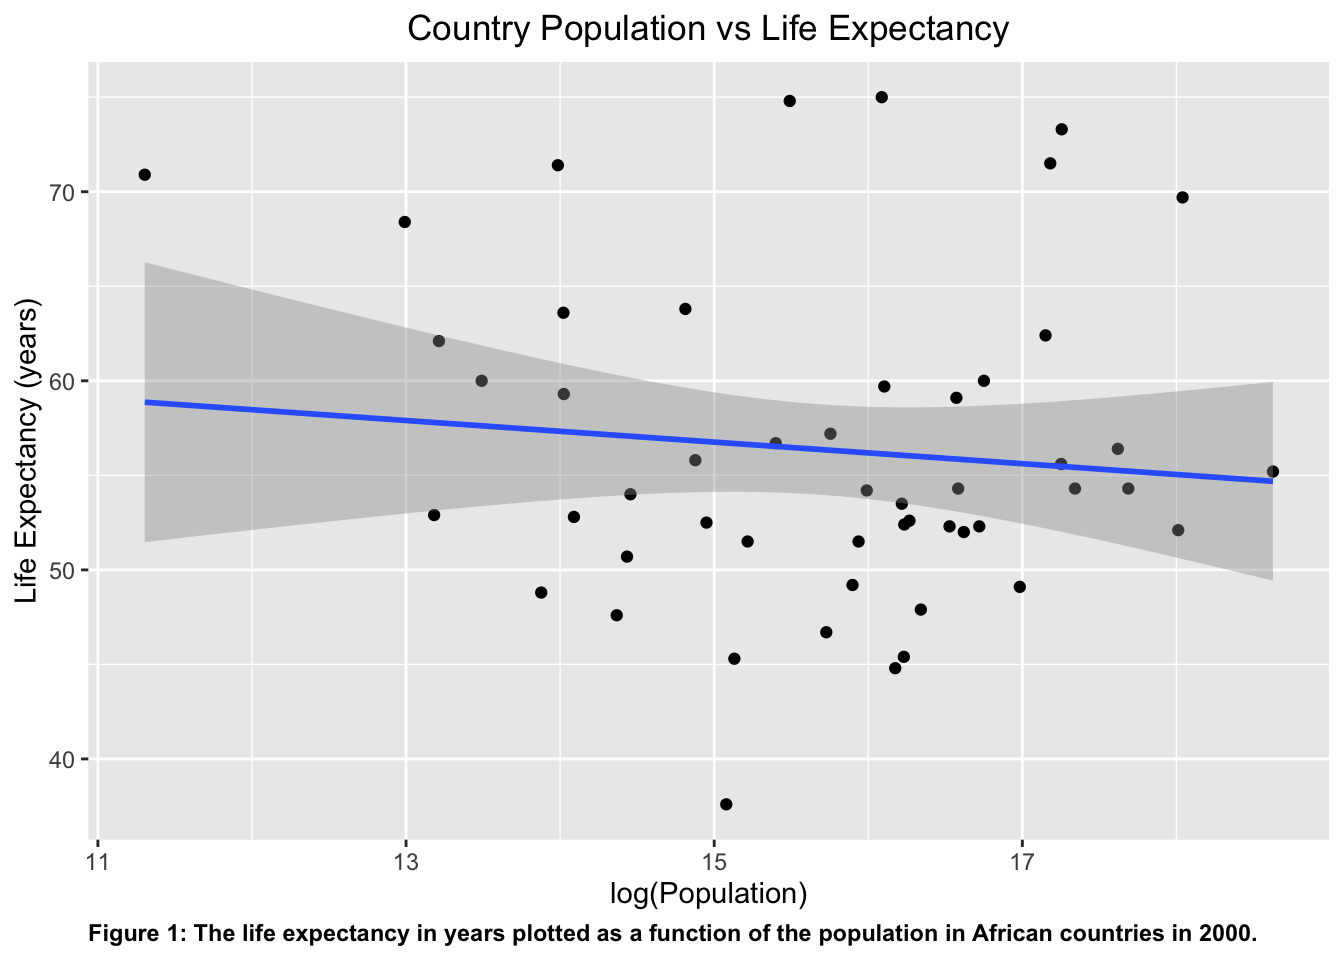 Country Population vs Life Expectancy
Life Expectancy (years)
70
60
50
40
11 13 15 17
log(Population)
Figure 1: The life expectancy in years plotted as a function of the population in African countries in 2000.